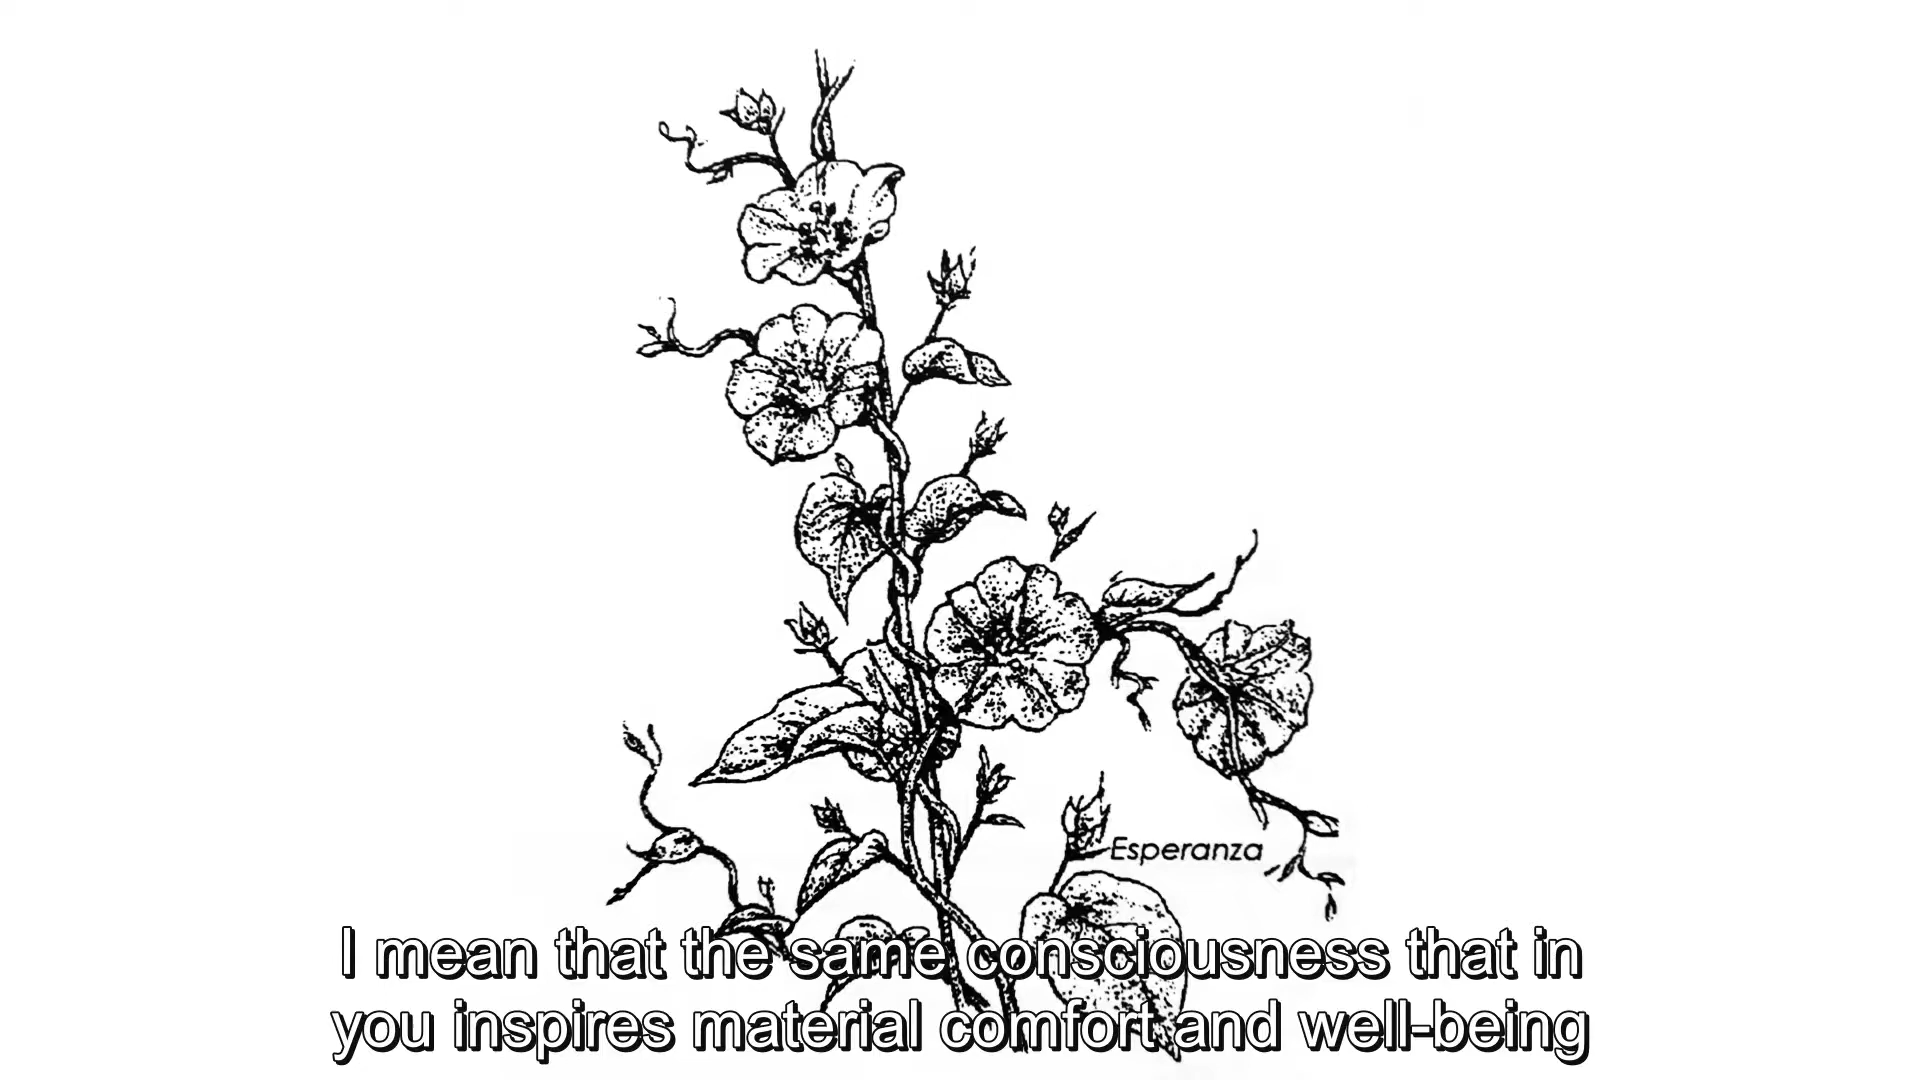 Esperanza
I mean that the same consciousness that in
you inspires material comfort and well-being